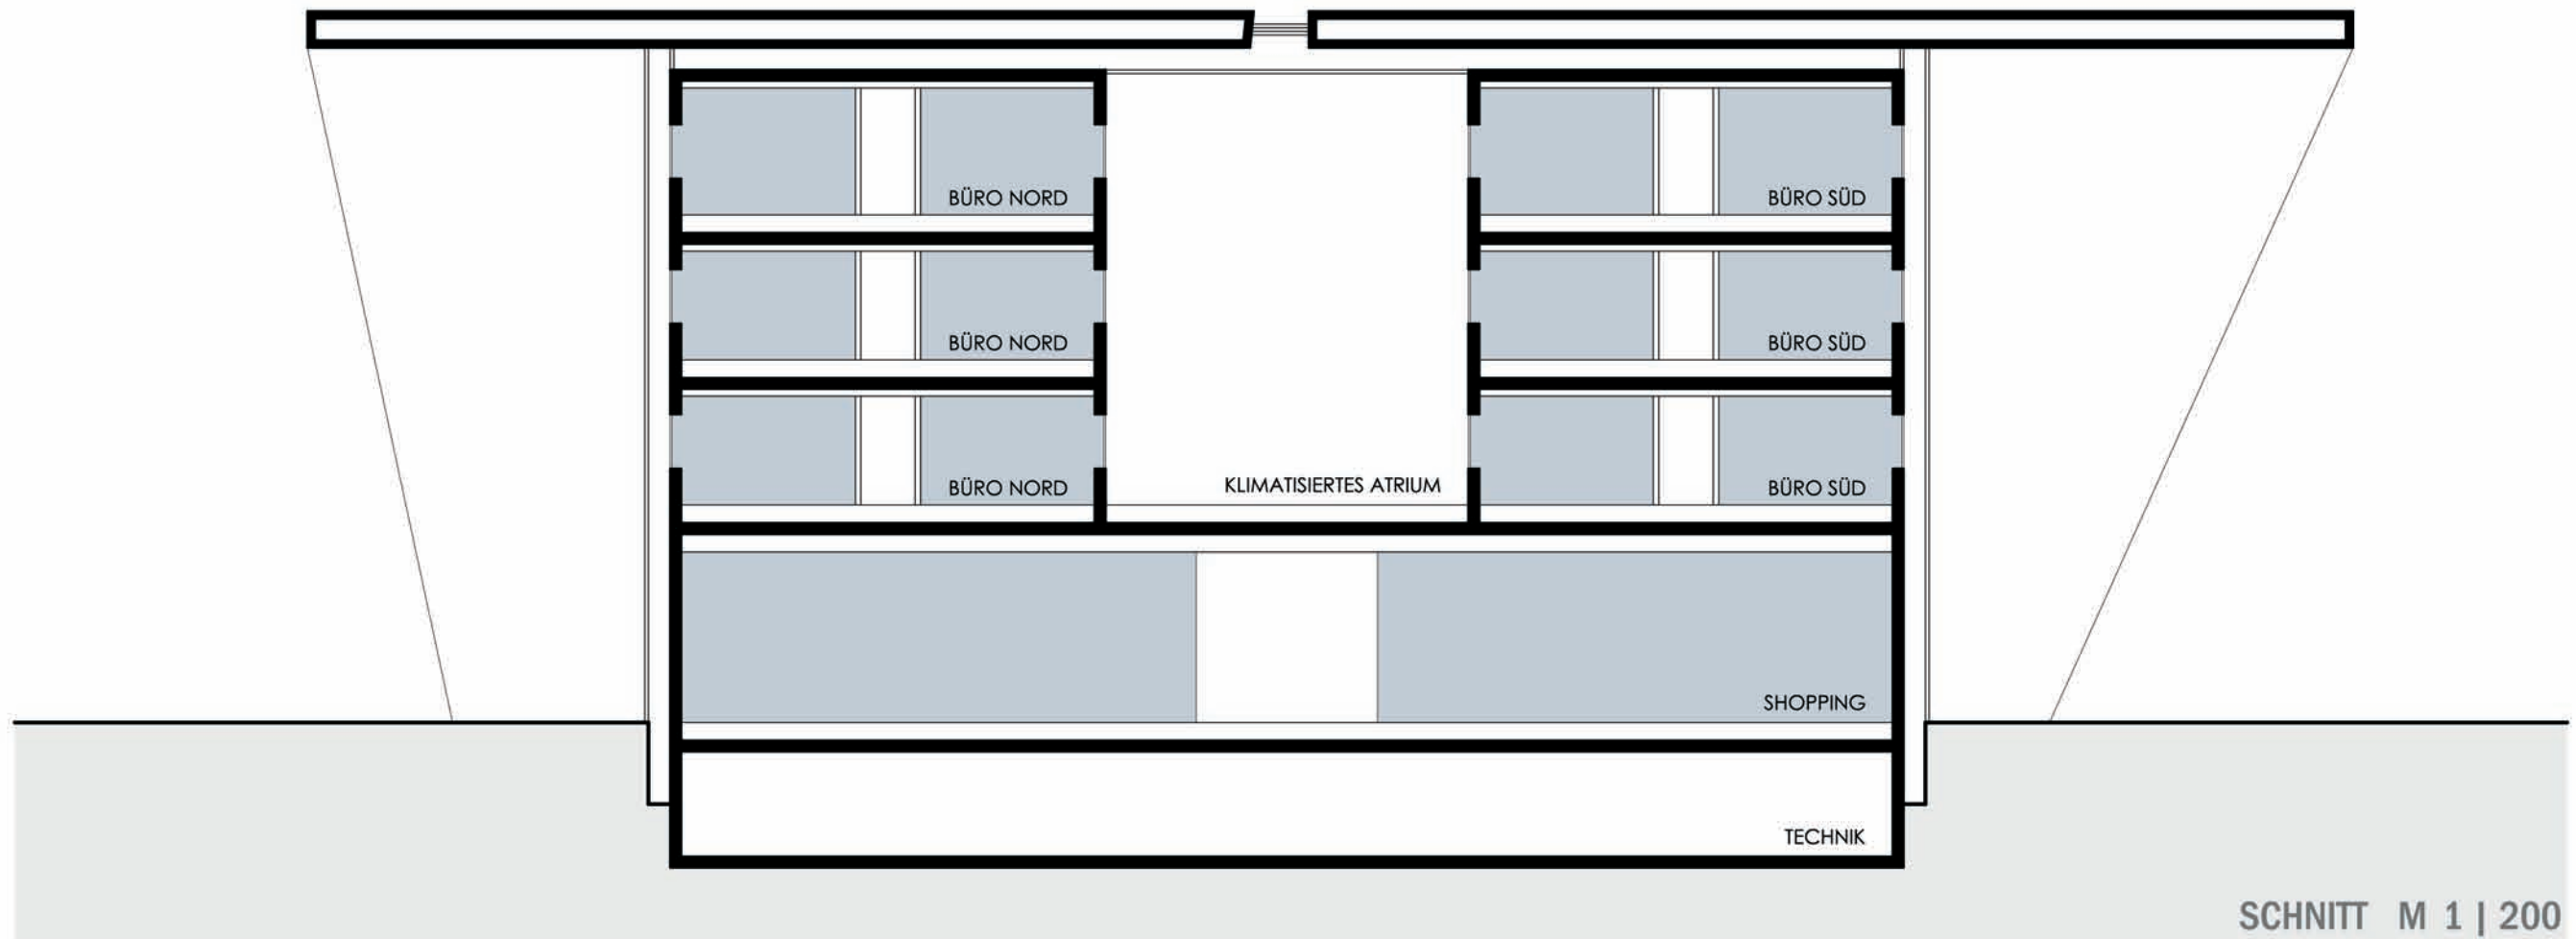 BÜRO NORD
BÜRO SÜD
BÜRO NORD
BÜRO SÜD
BÜRO NORD
KLIMATISIERTES ATRIUM
BÜRO SÜD
SHOPPING
TECHNIK
SCHNITT M 1 | 200